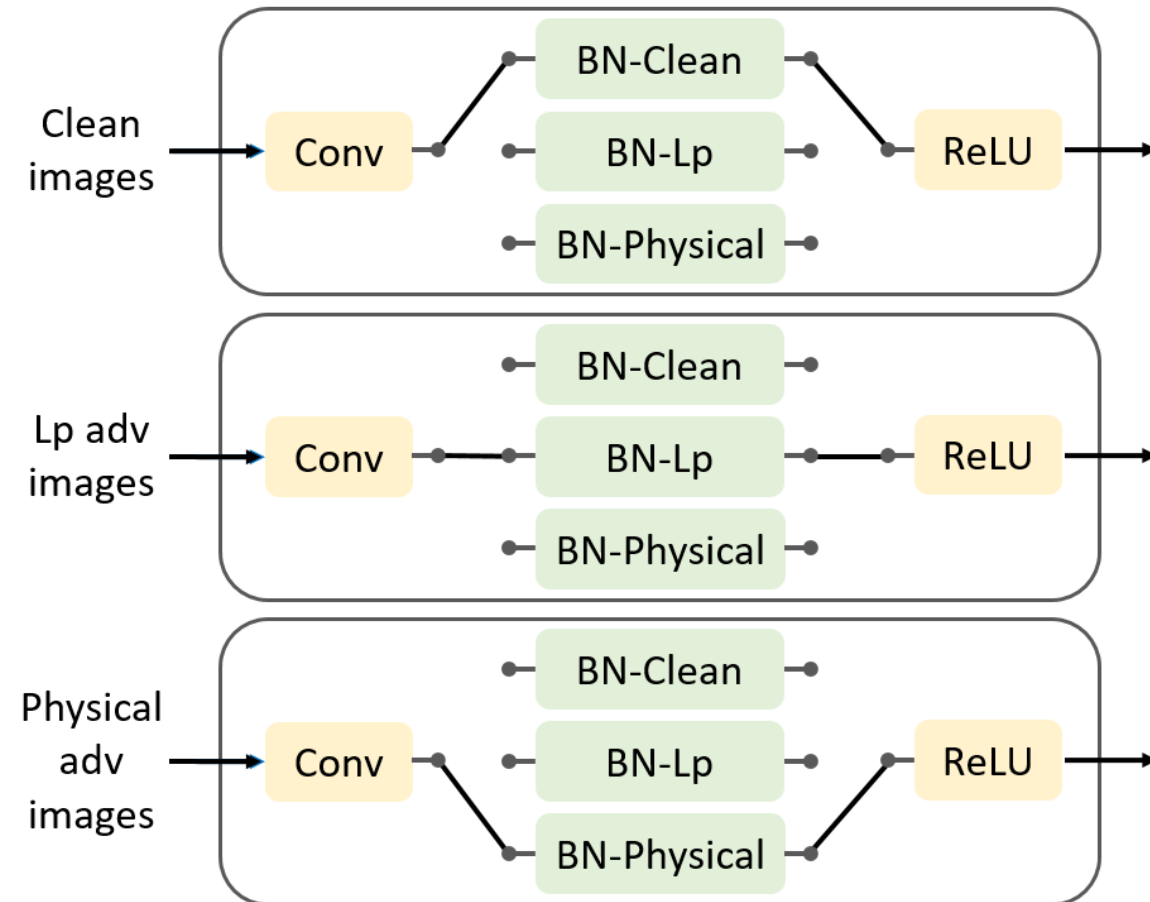 Clean
images
Conv
BN-Clean
BN-Lp
BN-Physical
ReLU
Lp adv
images
Conv
BN-Clean
BN-Lp
BN-Physical
ReLU
Physical
adv
images
Conv
BN-Clean
BN-Lp
BN-Physical
ReLU